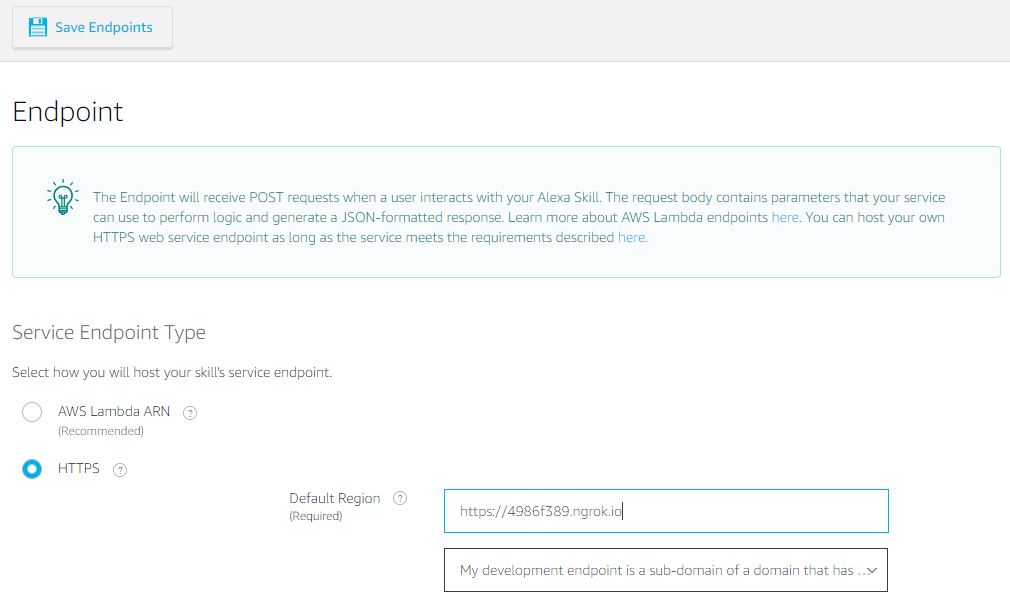 Save Endpoints
Endpoint
The Endpoint will receive POST requests when a user interacts with your Alexa Skill. The request body contains parameters that your service
can use to perform logic and generate a JSON-formatted response. Learn more about AWS Lambda endpoints here. You can host your own
HTTPS web service endpoint as long as the service meets the requirements described here.
Service Endpoint Type
Select how you will host your skill's service endpoint.
AWS Lambda ARN ?
(Recommended)
HTTPS ?
Default Region ?
(Required)
https://4986f389.ngrok.io
My development endpoint is a sub-domain of a domain that has ...